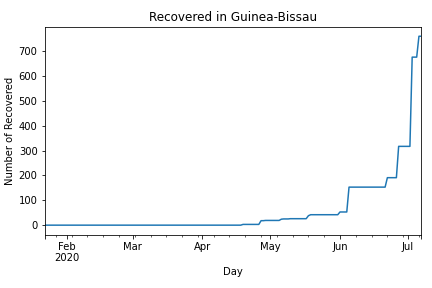 Recovered in Guinea-Bissau
Number of Recovered
700
600
500
400
300
200
100
0
Feb Mar Apr May Jun Jul
2020
Day